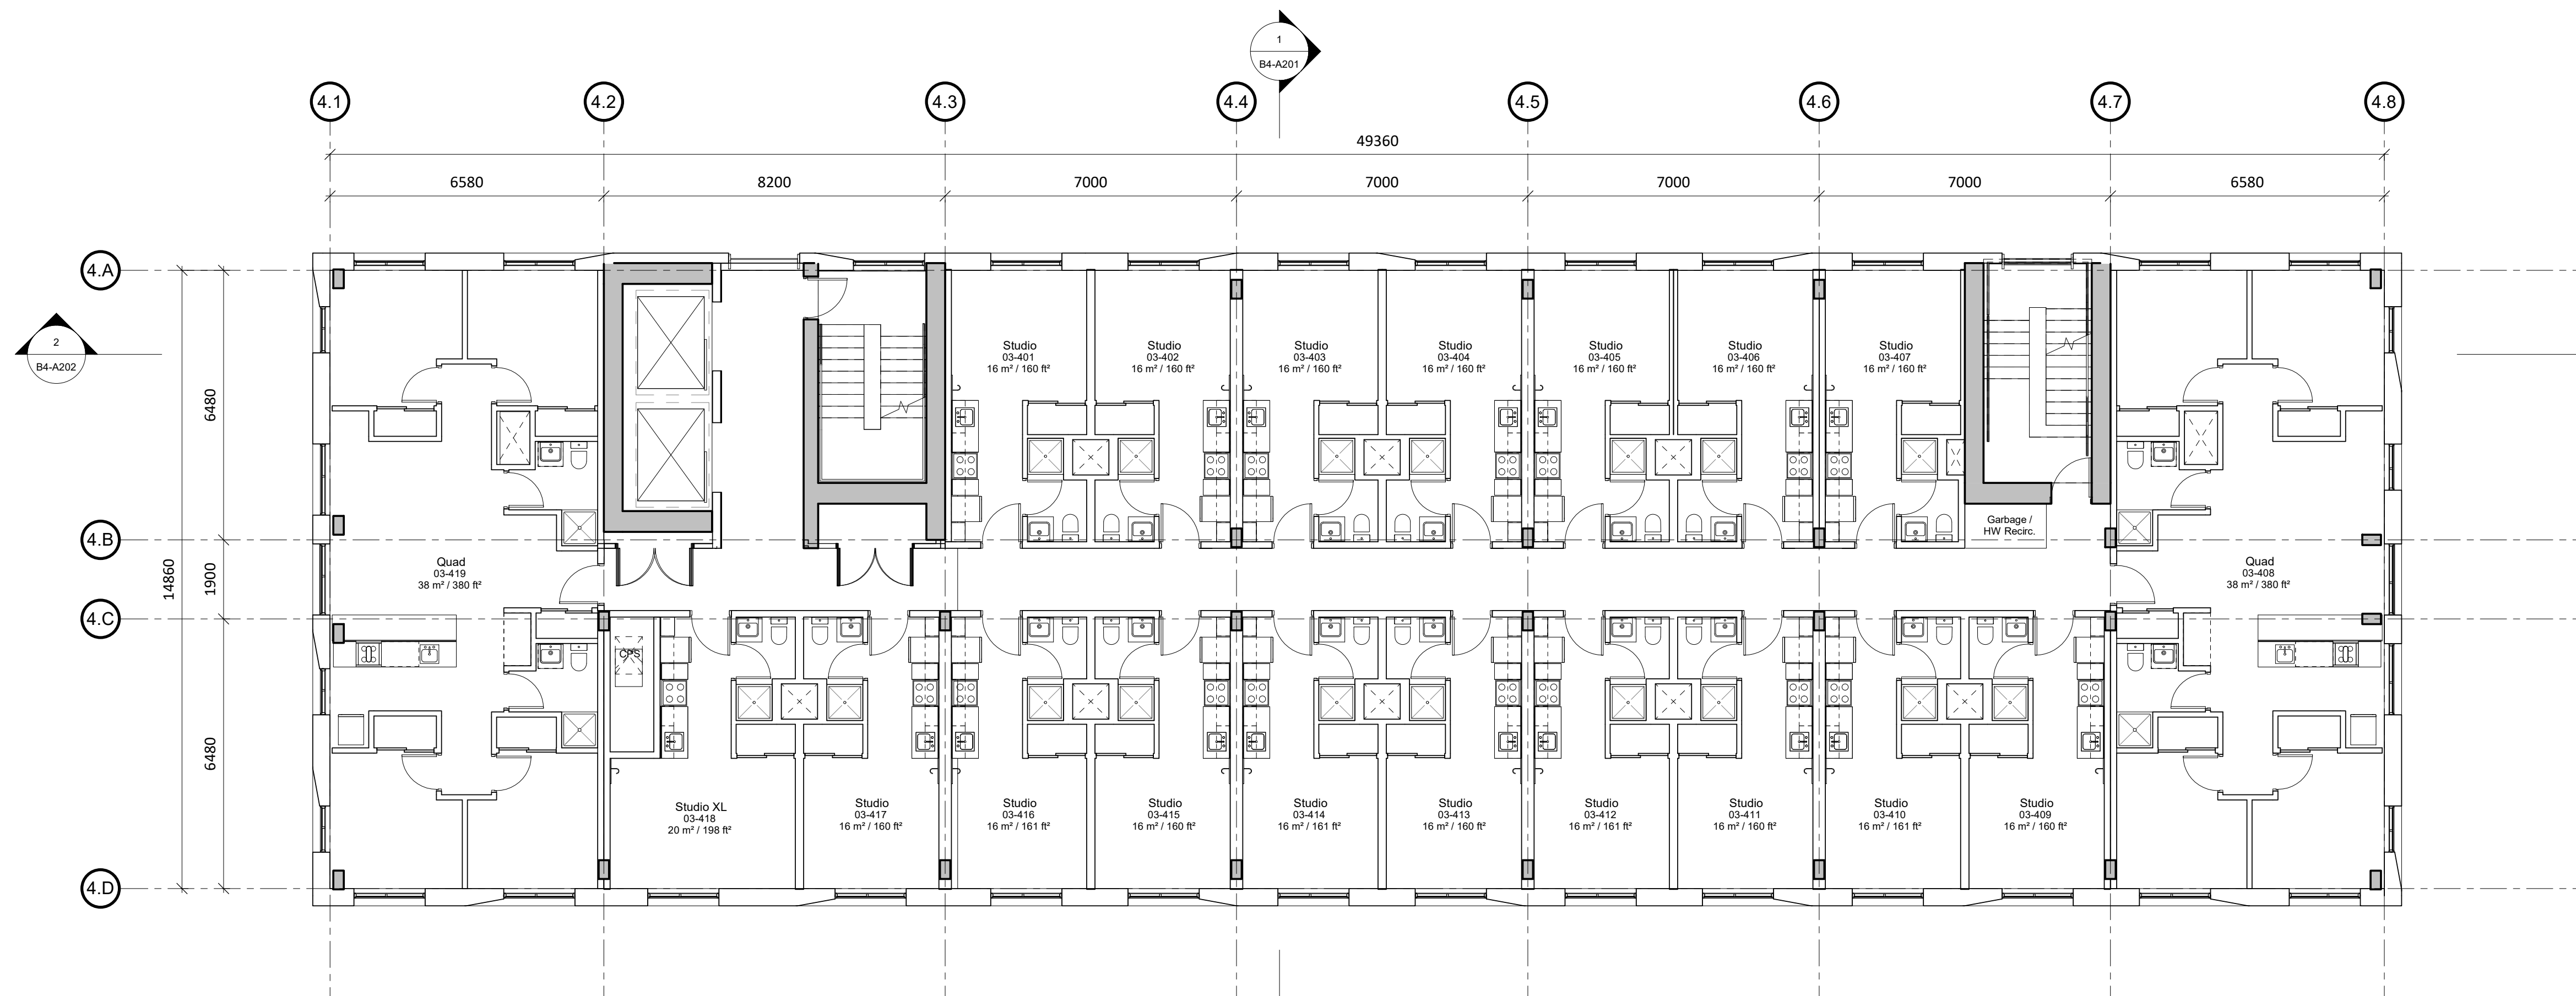 1
B4-A201
4.1
4.2
4.3
4.4
4.5
4.6
4.7
4.8
49360
6580
8200
7000
7000
7000
7000
6580
4.A
2
B4-A202
Studio
03-401
16 m² / 160 ft²
Studio
03-402
16 m² / 160 ft²
Studio
03-403
16 m² / 160 ft²
Studio
03-404
16 m² / 160 ft²
Studio
03-405
16 m² / 160 ft²
Studio
03-406
16 m² / 160 ft²
Studio
03-407
16 m² / 160 ft²
6480
Garbage /
HW Recirc.
4.B
14860
1900
Quad
03-419
38 m² / 380 ft²
Quad
03-408
38 m² / 380 ft²
4.C
CPS
6480
Studio XL
03-418
20 m² / 198 ft²
Studio
03-417
16 m² / 160 ft²
Studio
03-416
16 m² / 161 ft²
Studio
03-415
16 m² / 160 ft²
Studio
03-414
16 m² / 161 ft²
Studio
03-413
16 m² / 160 ft²
Studio
03-412
16 m² / 161 ft²
Studio
03-411
16 m² / 160 ft²
Studio
03-410
16 m² / 161 ft²
Studio
03-409
16 m² / 160 ft²
4.D